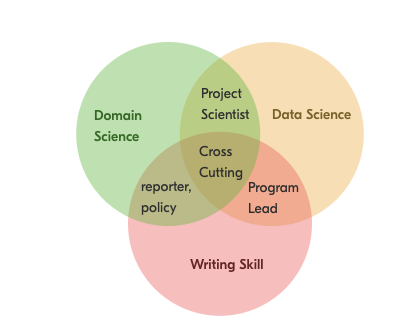 Project
Scientist
Domain
Science
Data Science
Cross
Cutting
reporter,
policy
Program
Lead
Writing Skill